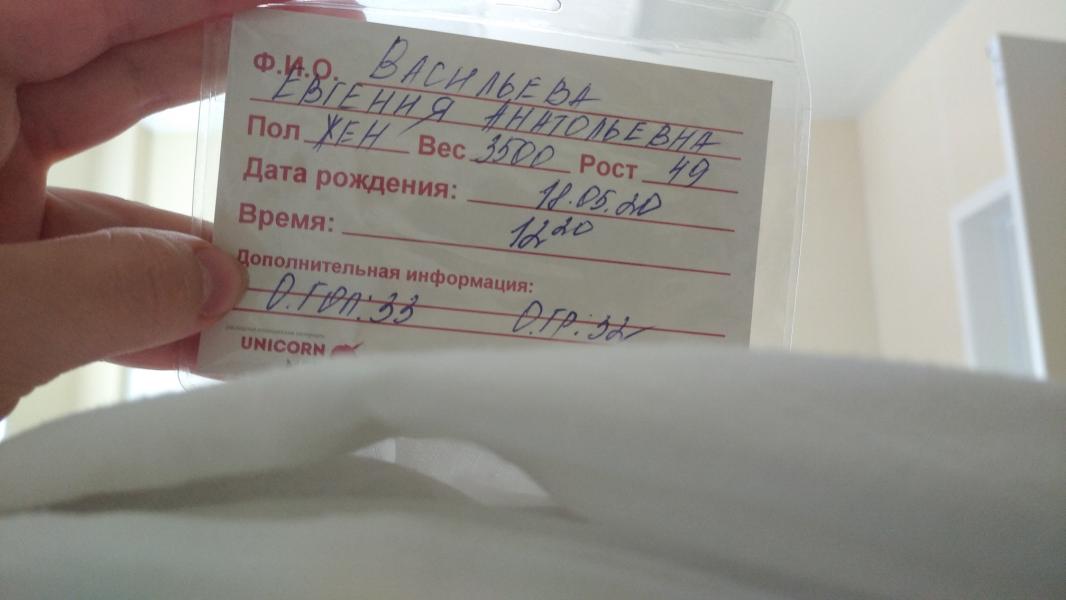 Ф.И.О. ВАСИЛЬЕВА
ЕВГЕНИЯ АНАТОЛЬЕВНА
Пол ЖЕН Вес 3500 Рост 49
Дата рождения: 18.05.20
Время: 12 20
Дополнительная информация:
О.ГОЛ: 33 О.ГР: 32
UNICORN